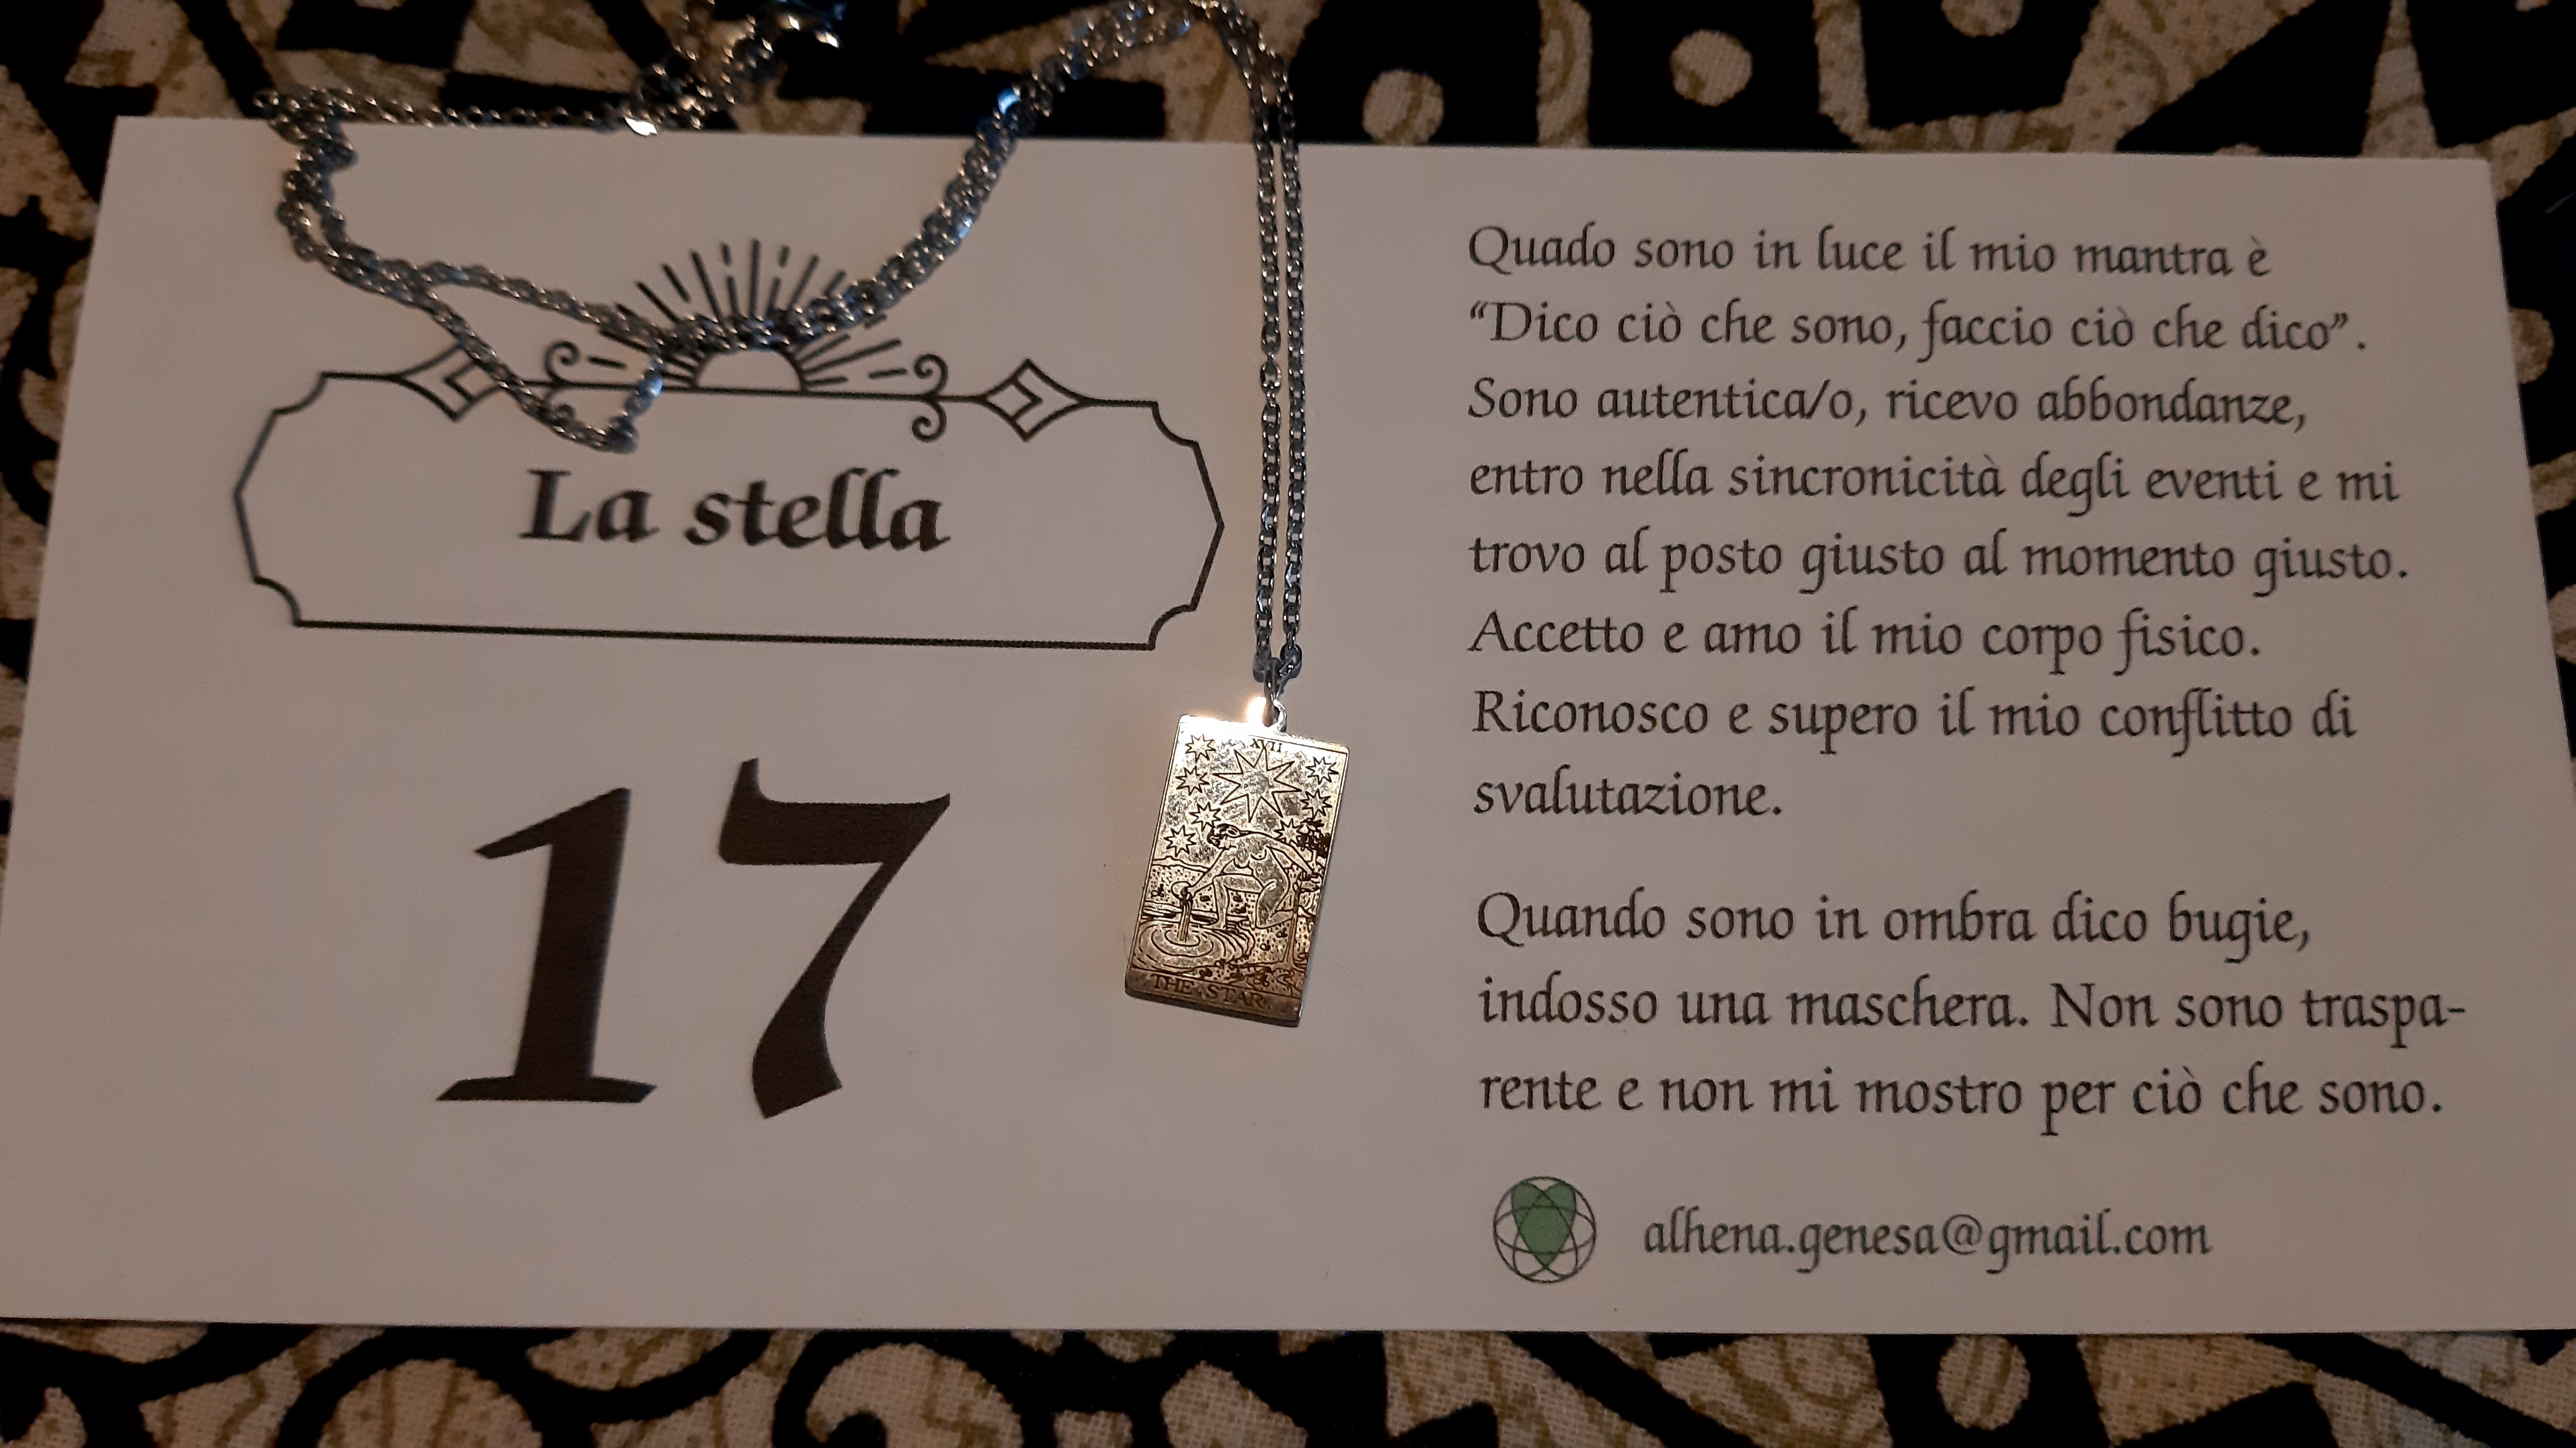 La stella
17
XVII
THE STAR
Quado sono in luce il mio mantra è
“Dico ciò che sono, faccio ciò che dico”.
Sono autentica/o, ricevo abbondanze,
entro nella sincronicità degli eventi e mi
trovo al posto giusto al momento giusto.
Accetto e amo il mio corpo fisico.
Riconosco e supero il mio conflitto di
svalutazione.
Quando sono in ombra dico bugie,
indosso una maschera. Non sono traspa-
rente e non mi mostro per ciò che sono.
alhena.genesa@gmail.com